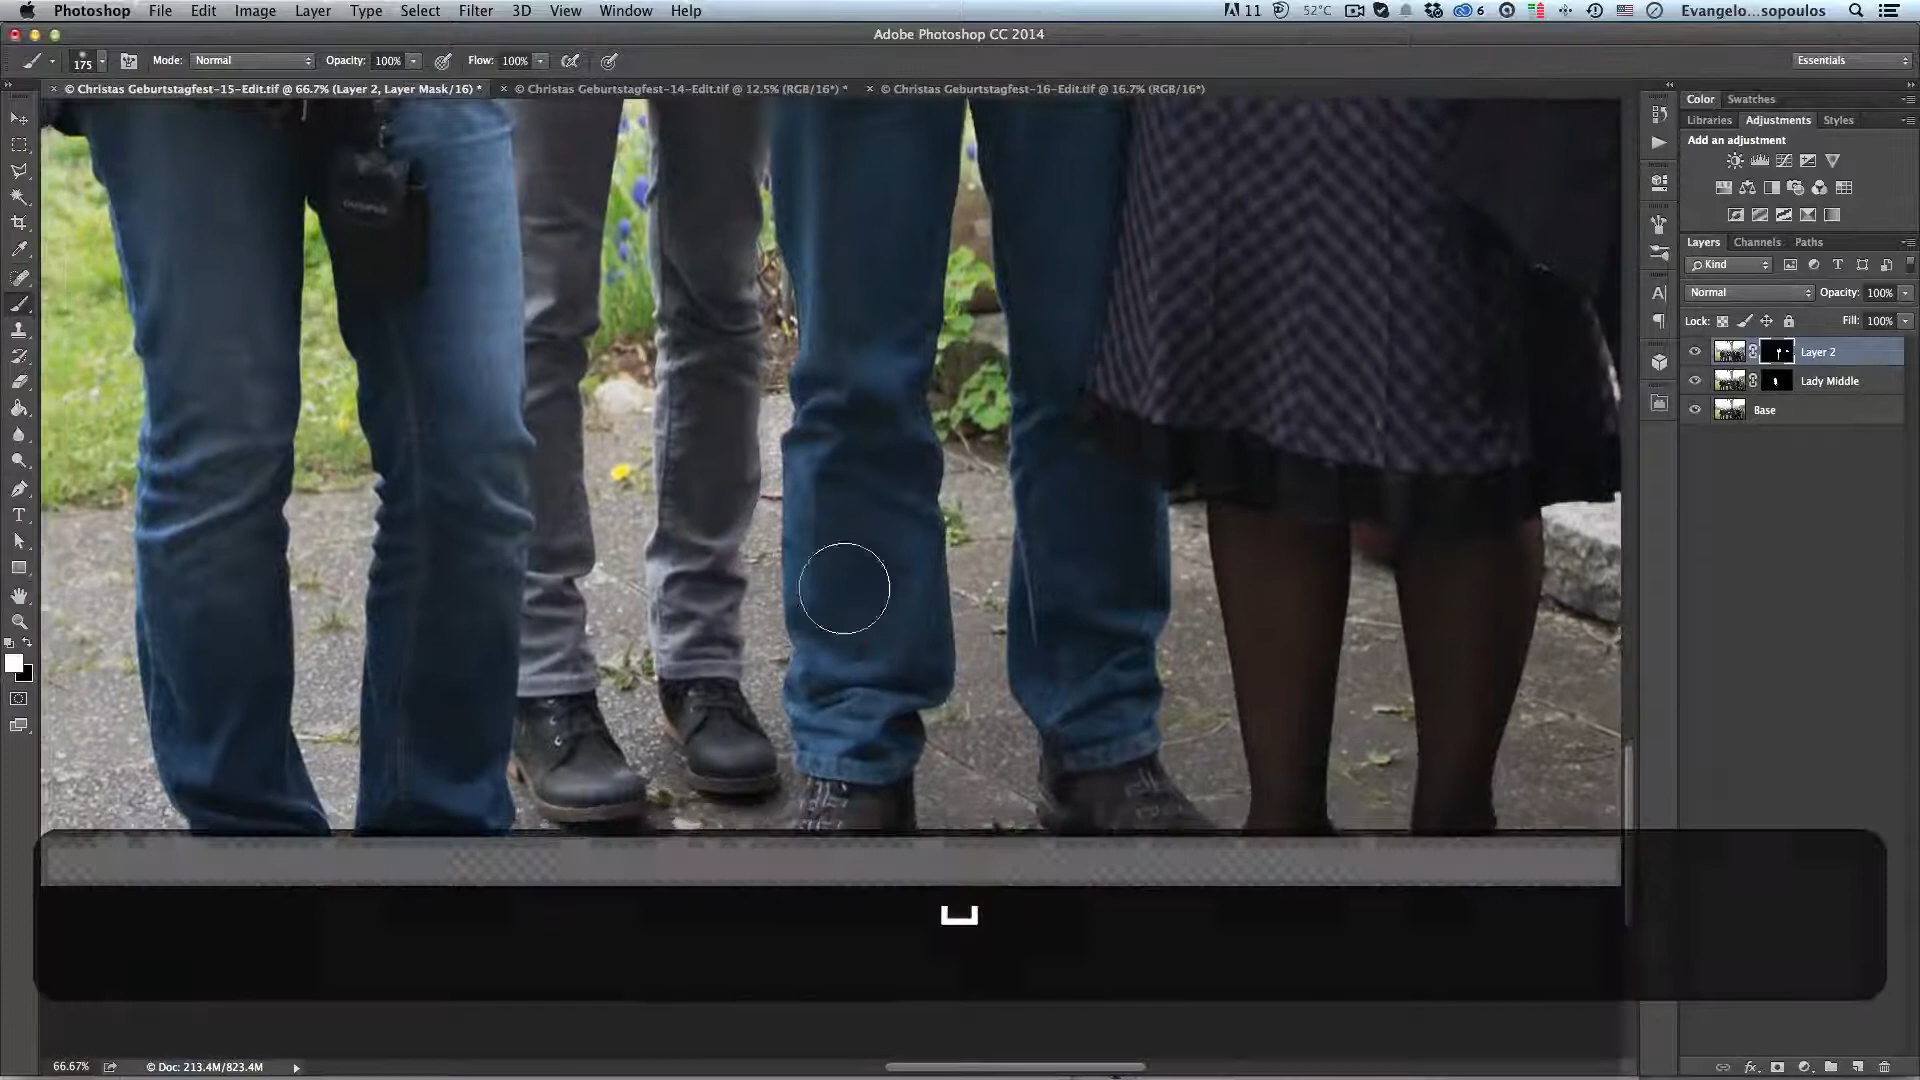 Photoshop File Edit Image Layer Type Select Filter 3D View Window Help 11 52°C 6 Evangelo...sopoulos
Adobe Photoshop CC 2014
175 Mode: Normal Opacity: 100% Flow: 100% Essentials
× © Christas Geburtstagfest-15-Edit.tif @ 66.7% (Layer 2, Layer Mask/16) * × © Christas Geburtstagfest-14-Edit.tif @ 12.5% (RGB/16*) * × © Christas Geburtstagfest-16-Edit.tif @ 16.7% (RGB/16*)
Color Swatches
Libraries Adjustments Styles
Add an adjustment
Layers Channels Paths
Kind
Normal Opacity: 100%
Lock: Fill: 100%
Layer 2
Lady Middle
Base
66.67% © Doc: 213.4M/823.4M